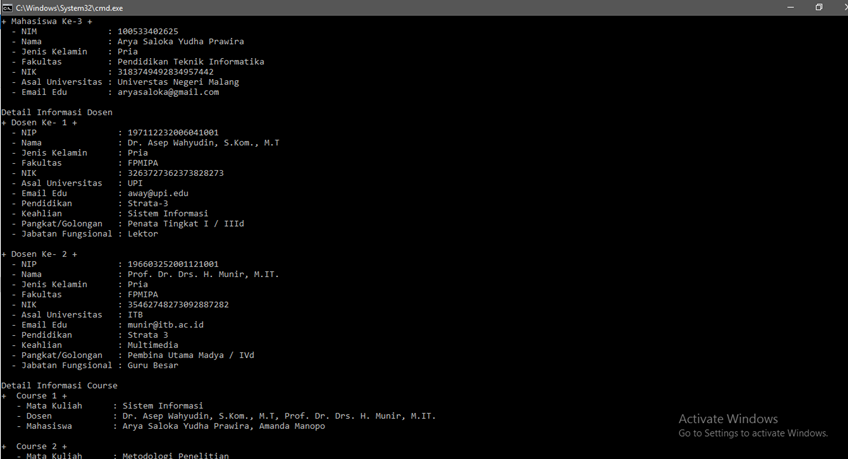 C:\Windows\System32\cmd.exe
+ Mahasiswa Ke-3 +
- NIM : 100533402625
- Nama : Arya Saloka Yudha Prawira
- Jenis Kelamin : Pria
- Fakultas : Pendidikan Teknik Informatika
- NIK : 3183749492834957442
- Asal Universitas : Universtas Negeri Malang
- Email Edu : aryasaloka@gmail.com
Detail Informasi Dosen
+ Dosen Ke- 1 +
- NIP : 197112232006041001
- Nama : Dr. Asep Wahyudin, S.Kom., M.T
- Jenis Kelamin : Pria
- Fakultas : FPMIPA
- NIK : 3263727362373828273
- Asal Universitas : UPI
- Email Edu : away@upi.edu
- Pendidikan : Strata-3
- Keahlian : Sistem Informasi
- Pangkat/Golongan : Penata Tingkat I / IIId
- Jabatan Fungsional : Lektor
+ Dosen Ke- 2 +
- NIP : 196603252001121001
- Nama : Prof. Dr. Drs. H. Munir, M.IT.
- Jenis Kelamin : Pria
- Fakultas : FPMIPA
- NIK : 35462748273092887282
- Asal Universitas : ITB
- Email Edu : munir@itb.ac.id
- Pendidikan : Strata 3
- Keahlian : Multimedia
- Pangkat/Golongan : Pembina Utama Madya / IVd
- Jabatan Fungsional : Guru Besar
Detail Informasi Course
+ Course 1 +
- Mata Kuliah : Sistem Informasi
- Dosen : Dr. Asep Wahyudin, S.Kom., M.T, Prof. Dr. Drs. H. Munir, M.IT.
- Mahasiswa : Arya Saloka Yudha Prawira, Amanda Manopo
+ Course 2 +
- Mata Kuliah : Metodologi Penelitian
Activate Windows
Go to Settings to activate Windows.